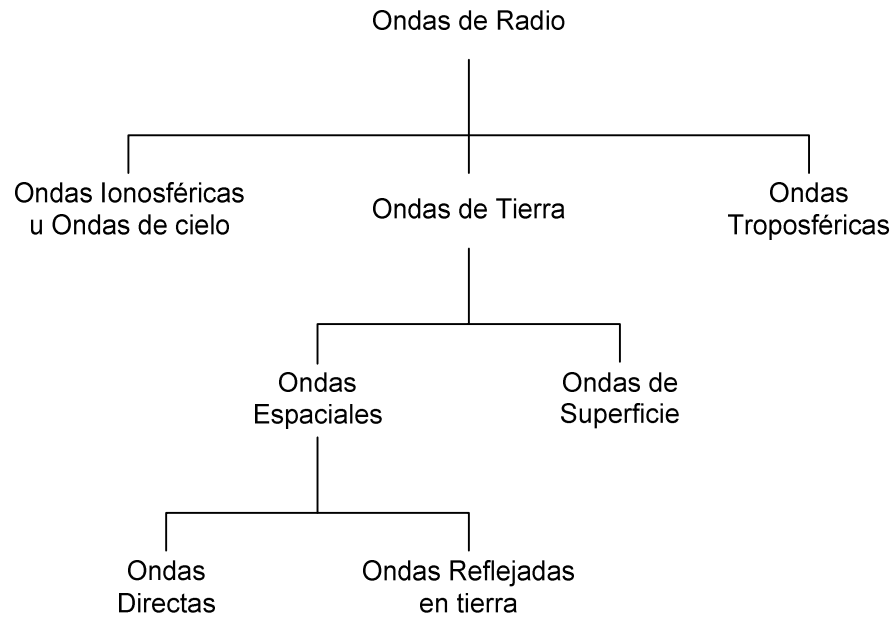 Ondas de Radio
Ondas Ionosféricas
u Ondas de cielo
Ondas de Tierra
Ondas
Troposféricas
Ondas
Espaciales
Ondas de
Superficie
Ondas
Directas
Ondas Reflejadas
en tierra